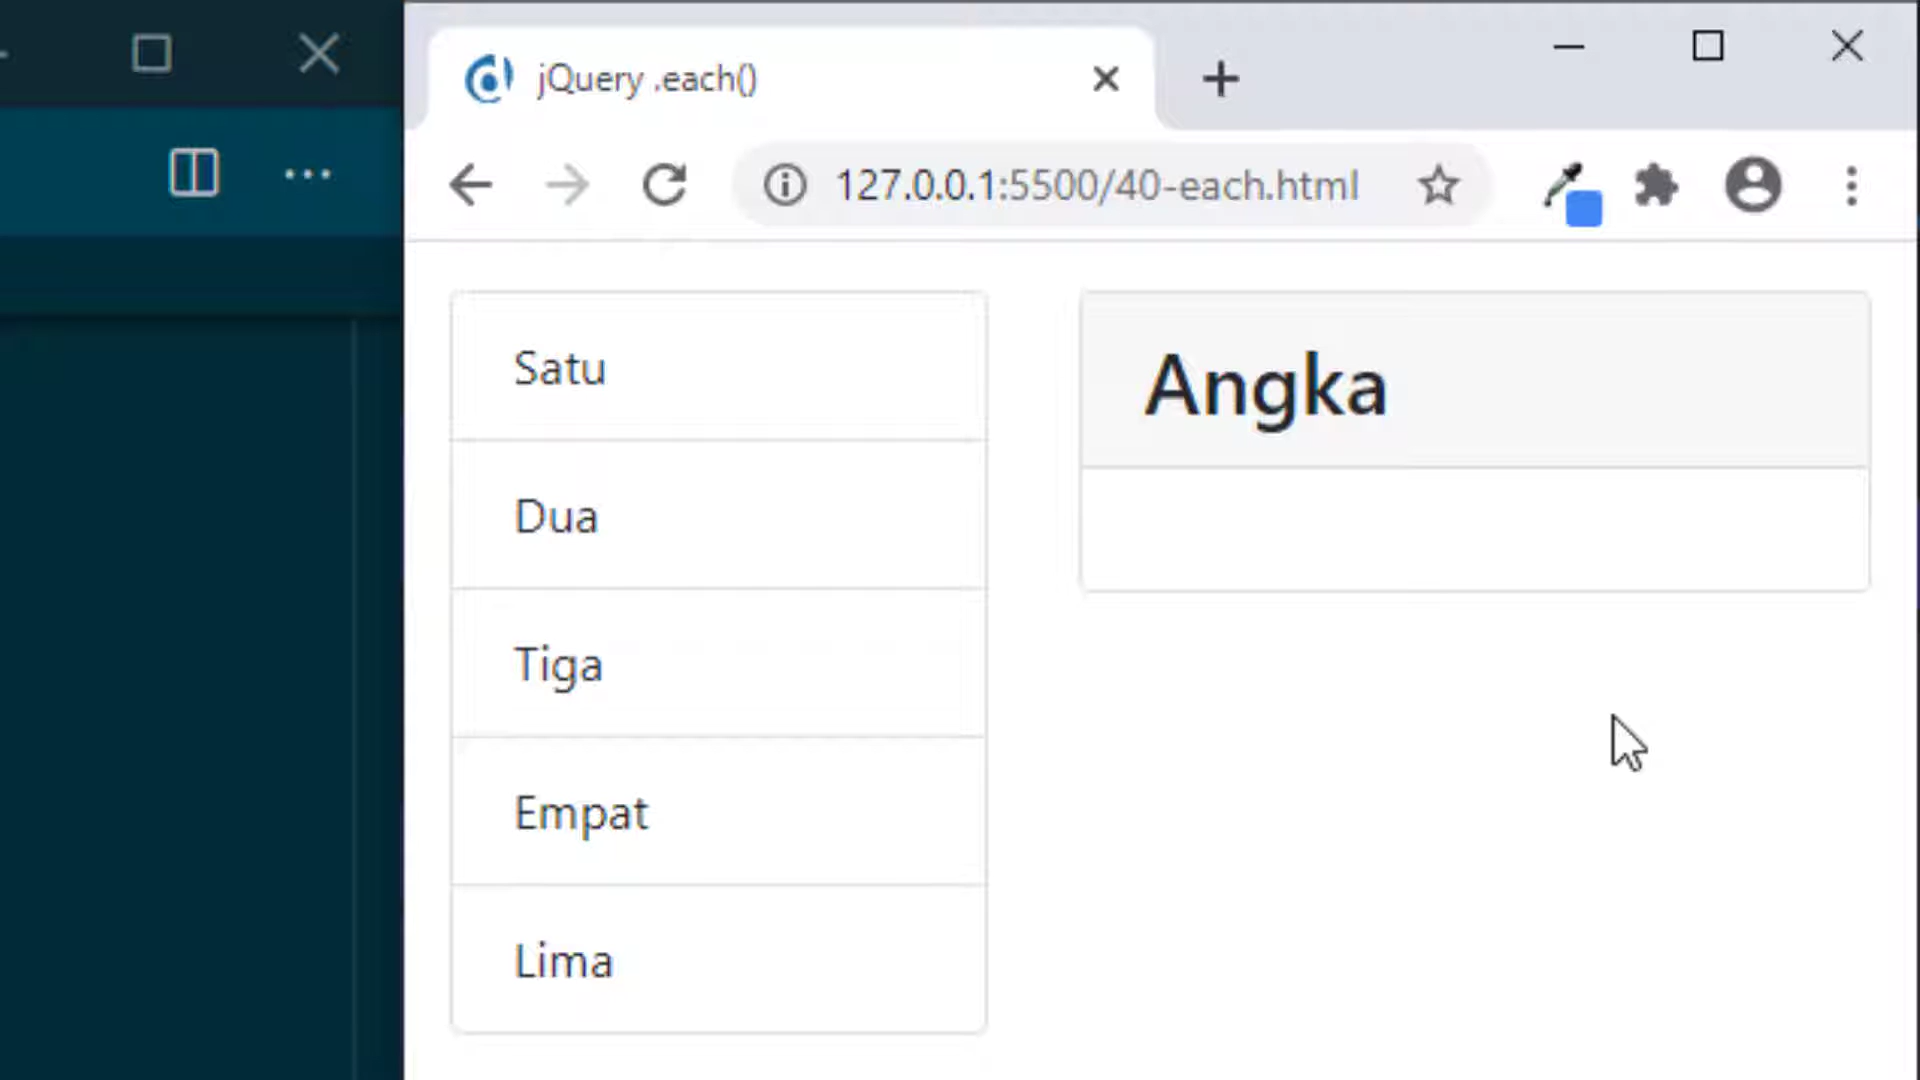 jQuery .each()
127.0.0.1:5500/40-each.html
Satu
Dua
Tiga
Empat
Lima
Angka